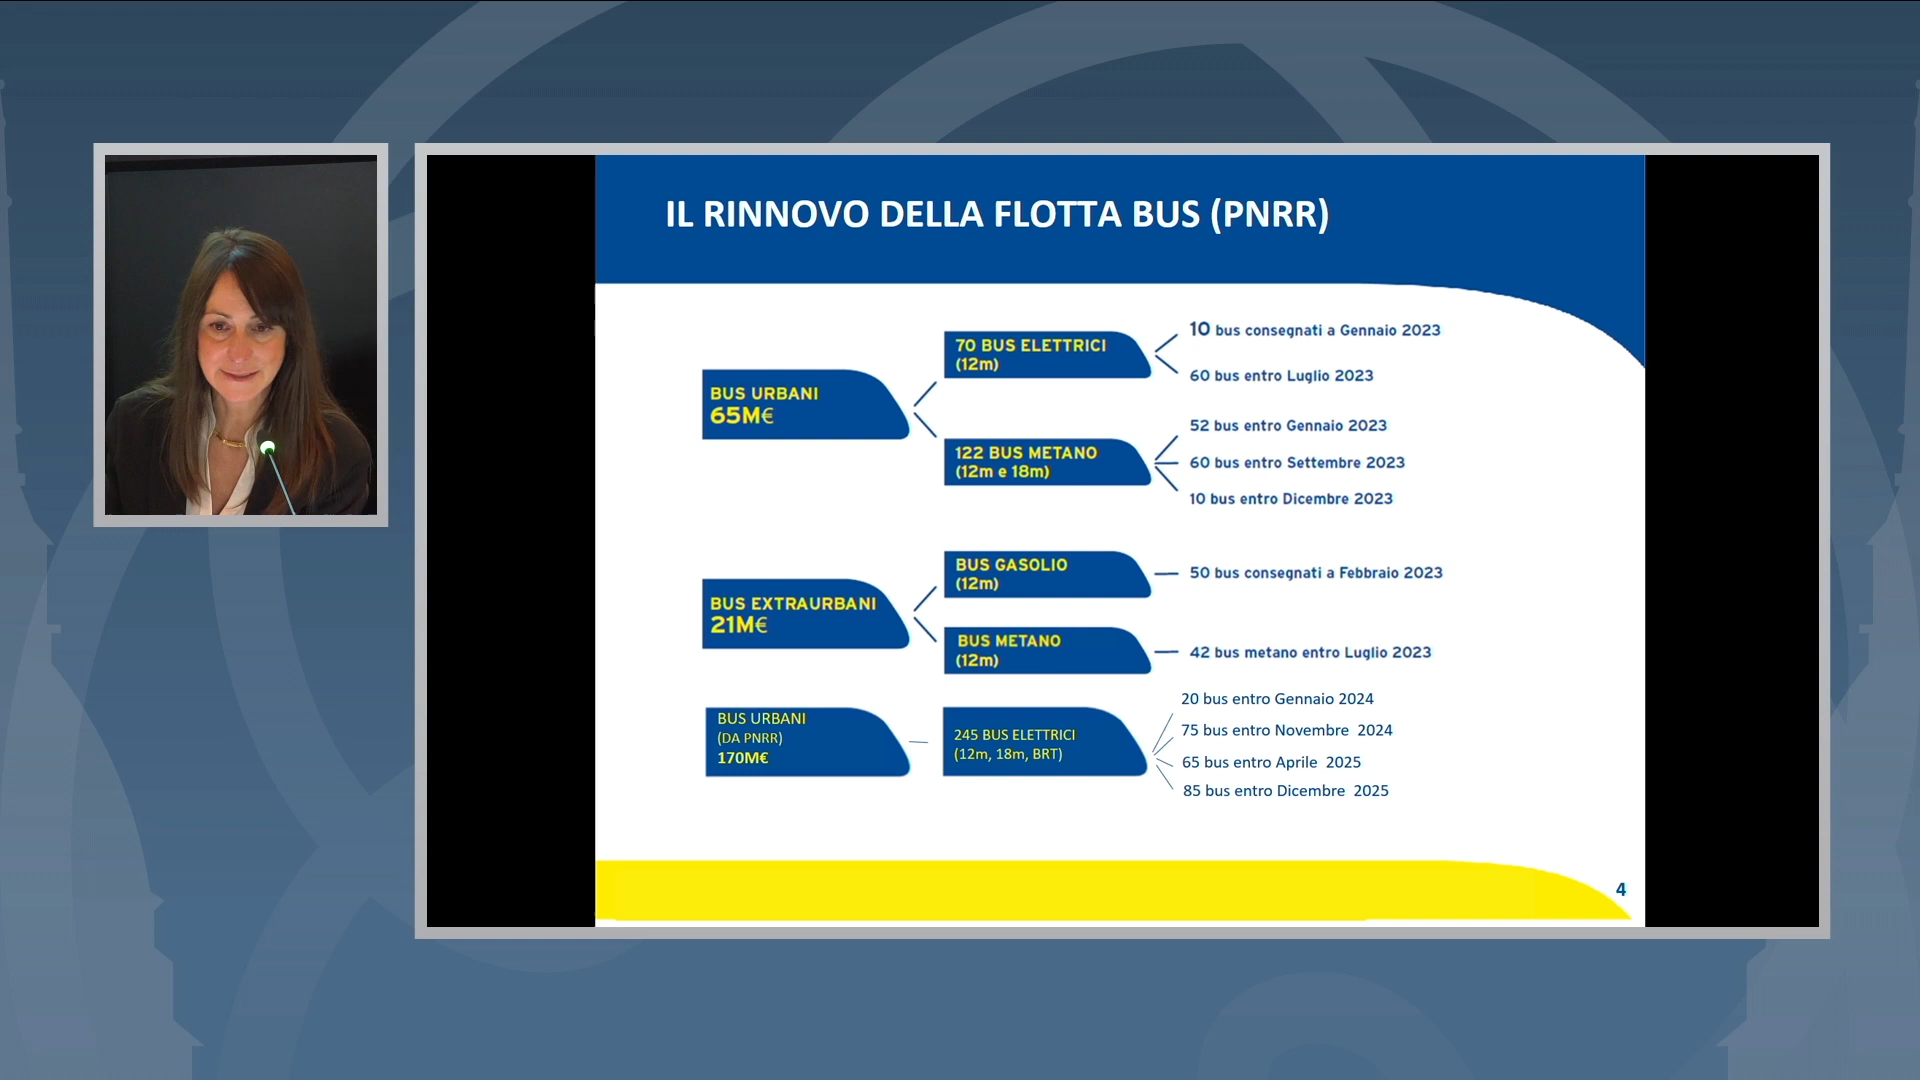 IL RINNOVO DELLA FLOTTA BUS (PNRR)
BUS URBANI
65M€
70 BUS ELETTRICI
(12m)
10 bus consegnati a Gennaio 2023
60 bus entro Luglio 2023
122 BUS METANO
(12m e 18m)
52 bus entro Gennaio 2023
60 bus entro Settembre 2023
10 bus entro Dicembre 2023
BUS EXTRAURBANI
21M€
BUS GASOLIO
(12m)
50 bus consegnati a Febbraio 2023
BUS METANO
(12m)
42 bus metano entro Luglio 2023
BUS URBANI
(DA PNRR)
170M€
245 BUS ELETTRICI
(12m, 18m, BRT)
20 bus entro Gennaio 2024
75 bus entro Novembre 2024
65 bus entro Aprile 2025
85 bus entro Dicembre 2025
4